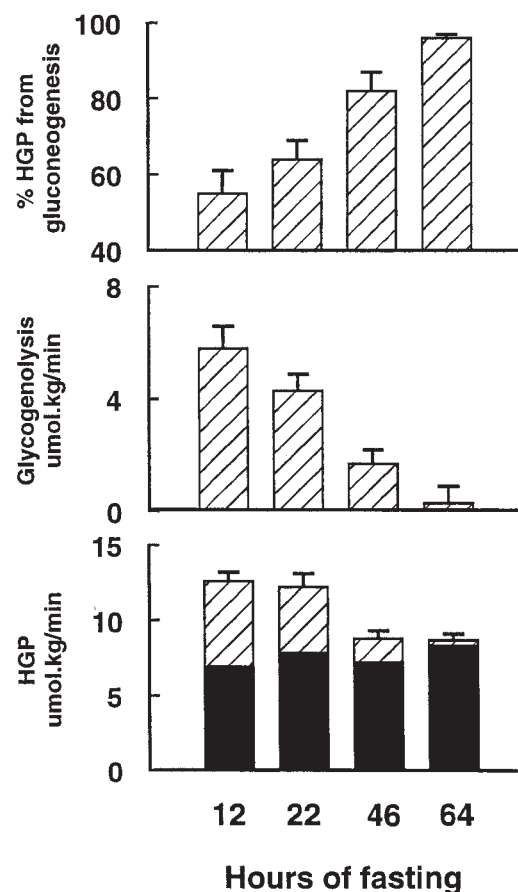 % HGP from
gluconeogenesis
100
80
60
40
Glycogenolysis
umol.kg/min
8
4
0
HGP
umol.kg/min
15
10
5
0
12 22 46 64
Hours of fasting